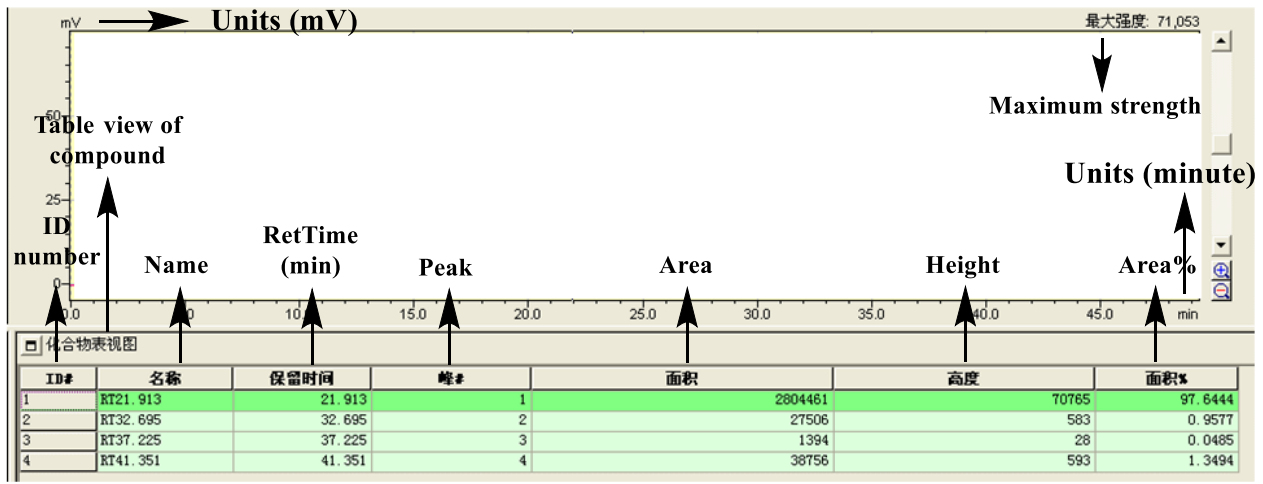 mV
Units (mV)
最大强度: 71,053
Maximum strength
50
Table view of
compound
Units (minute)
25
ID
number
Name
RetTime
(min)
Peak
Area
Height
Area%
0
0.0 5.0 10.0 15.0 20.0 25.0 30.0 35.0 40.0 45.0 min
化合物表视图
ID# 名称 保留时间 峰# 面积 高度 面积%
1 RT21.913 21.913 1 2804461 70765 97.6444
2 RT32.695 32.695 2 27506 583 0.9577
3 RT37.225 37.225 3 1394 28 0.0485
4 RT41.351 41.351 4 38756 593 1.3494